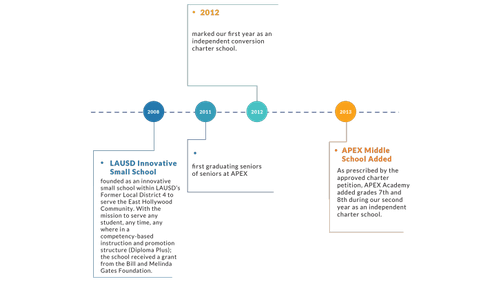 • 2012
marked our first year as an
independent conversion
charter school.
2008
2011
2012
2013
• LAUSD Innovative
Small School
founded as an innovative
small school within LAUSD's
Former Local District 4 to
serve the East Hollywood
Community. With the
mission to serve any
student, any time, any
where in a
competency-based
instruction and promotion
structure (Diploma Plus);
the school received a grant
from the Bill and Melinda
Gates Foundation.
•
first graduating seniors
of seniors at APEX
• APEX Middle
School Added
As prescribed by the
approved charter
petition, APEX Academy
added grades 7th and
8th during our second
year as an independent
charter school.